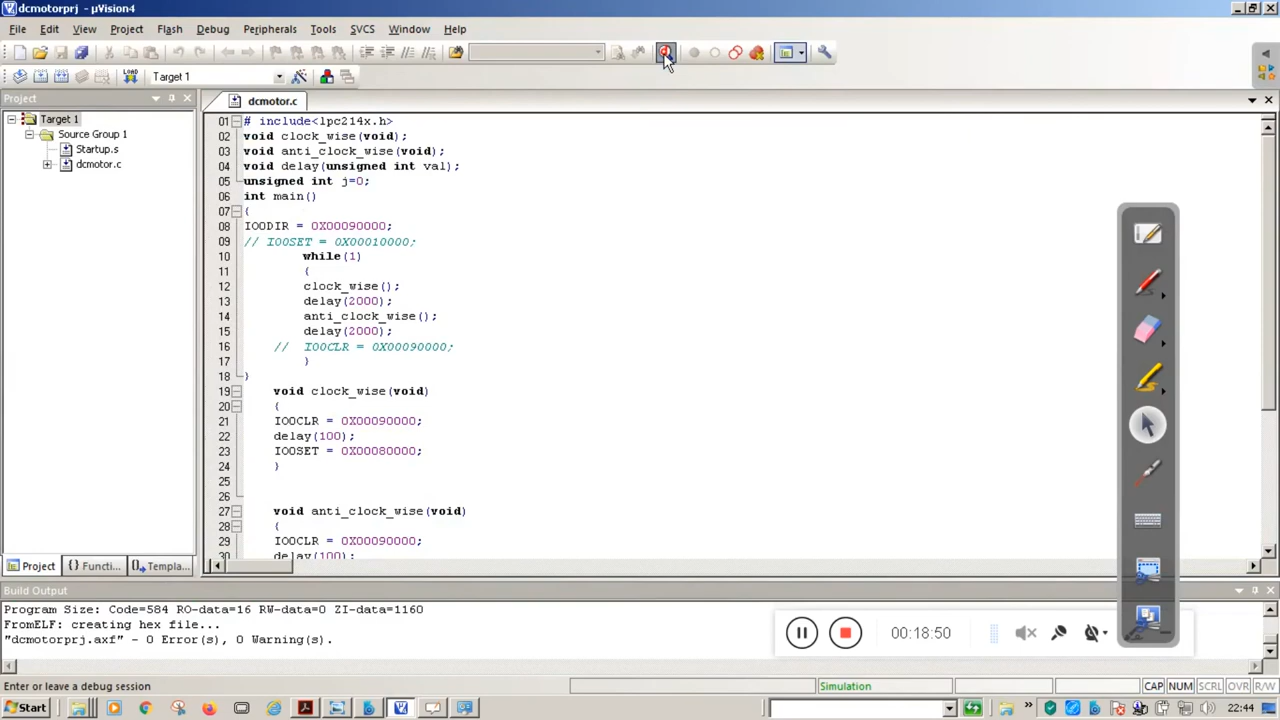 dcmotorprj - µVision4
File Edit View Project Flash Debug Peripherals Tools SVCS Window Help
LOAD Target 1
Project
dcmotor.c
Target 1
Source Group 1
Startup.s
dcmotor.c
01 # include<lpc214x.h>
02 void clock_wise(void);
03 void anti_clock_wise(void);
04 void delay(unsigned int val);
05 unsigned int j=0;
06 int main()
07 {
08 IO0DIR = 0X00090000;
09 // IO0SET = 0X00010000;
10 while(1)
11 {
12 clock_wise();
13 delay(2000);
14 anti_clock_wise();
15 delay(2000);
16 // IO0CLR = 0X00090000;
17 }
18 }
19 void clock_wise(void)
20 {
21 IO0CLR = 0X00090000;
22 delay(100);
23 IO0SET = 0X00080000;
24 }
25
26
27 void anti_clock_wise(void)
28 {
29 IO0CLR = 0X00090000;
30 delay(100);
Project {} Functi... Templa...
Build Output
Program Size: Code=584 RO-data=16 RW-data=0 ZI-data=1160
FromELF: creating hex file...
"dcmotorprj.axf" - 0 Error(s), 0 Warning(s).
00:18:50
Enter or leave a debug session
Simulation
CAP NUM SCRL OVR R/W
Start
22:44